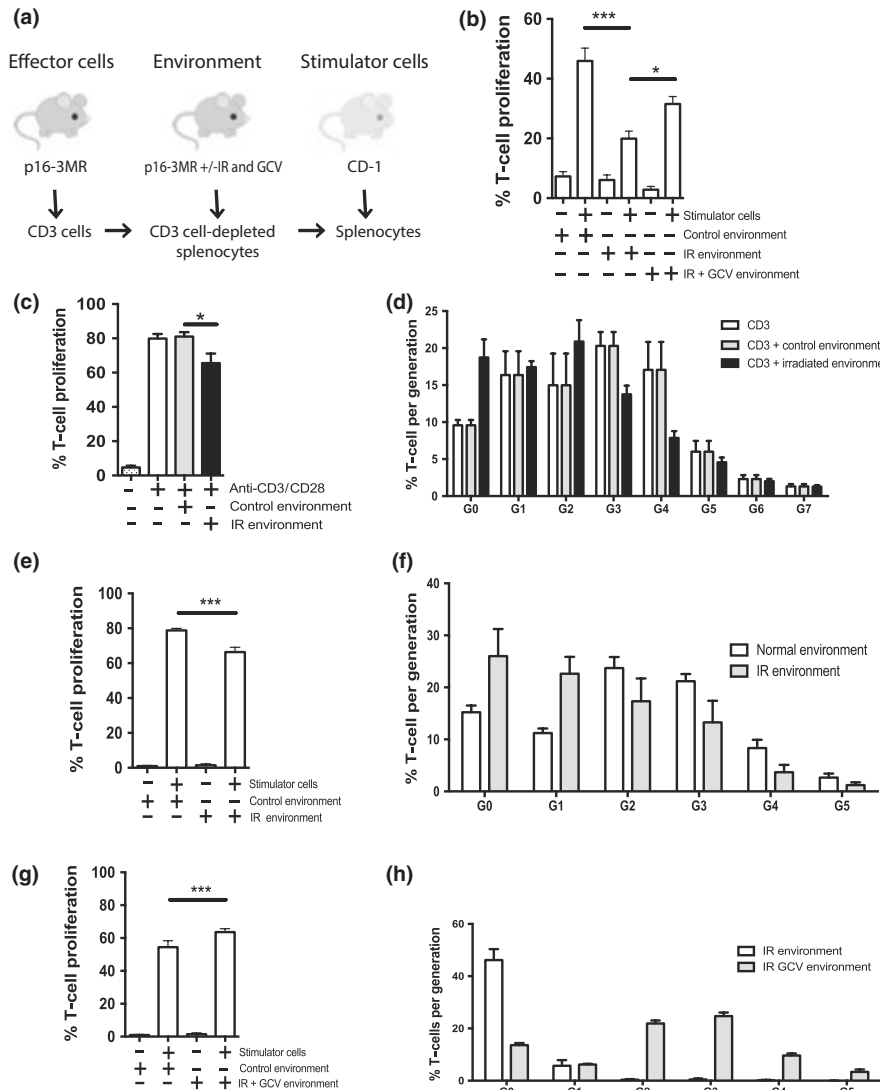 (a)
Effector cells Environment Stimulator cells
p16-3MR p16-3MR +/-IR and GCV CD-1
CD3 cells CD3 cell-depleted splenocytes Splenocytes
(b)
% T-cell proliferation
60
40
20
0
***
*
− + − + − + Stimulator cells
+ + − − − − Control environment
− − + + − − IR environment
− − − − + + IR + GCV environment
(c)
% T-cell proliferation
100
80
60
40
20
0
*
− + + + Anti-CD3/CD28
− − + − Control environment
− − − + IR environment
(d)
% T-cell per generation
25
20
15
10
5
0
CD3
CD3 + control environment
CD3 + irradiated environme
G0 G1 G2 G3 G4 G5 G6 G7
(e)
% T-cell proliferation
100
80
60
40
20
0
***
− + − + Stimulator cells
+ + − − Control environment
− − + + IR environment
(f)
% T-cell per generation
40
30
20
10
0
Normal environment
IR environment
G0 G1 G2 G3 G4 G5
(g)
% T-cell proliferation
100
80
60
40
20
0
***
− + − + Stimulator cells
+ + − − Control environment
− − + + IR + GCV environment
(h)
% T-cells per generation
60
40
20
0
IR environment
IR GCV environment